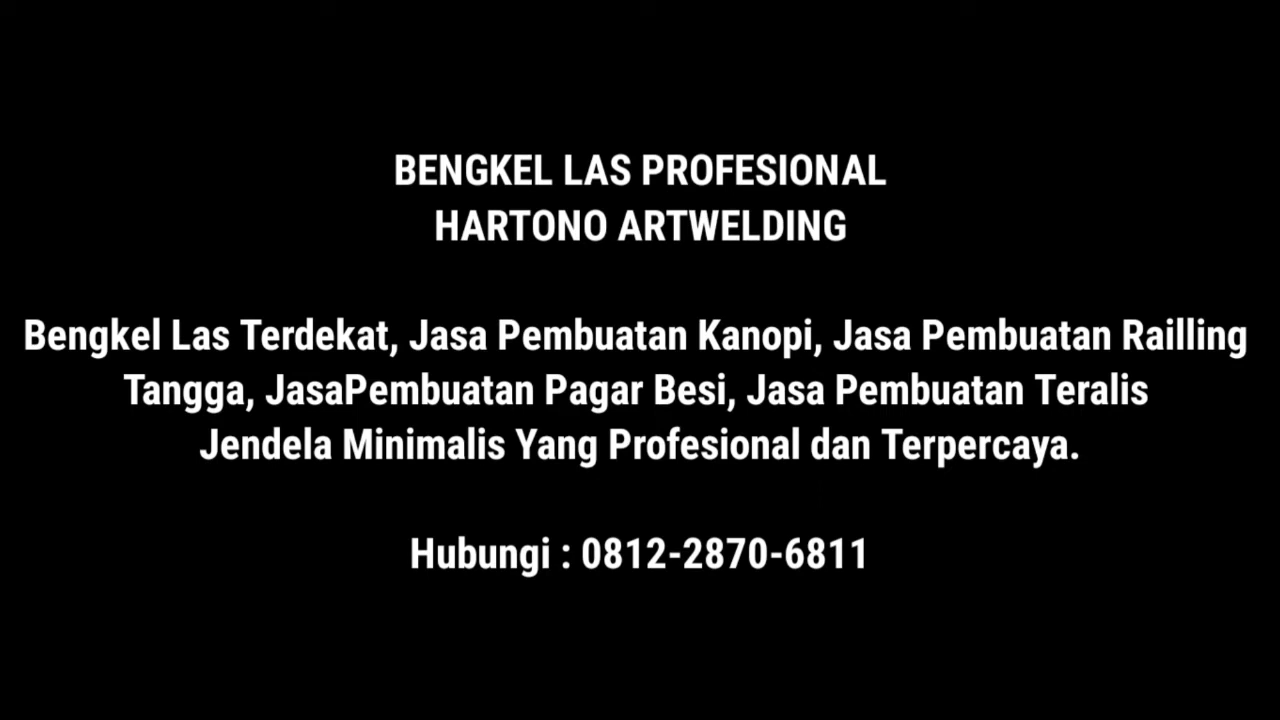 BENGKEL LAS PROFESIONAL
HARTONO ARTWELDING
Bengkel Las Terdekat, Jasa Pembuatan Kanopi, Jasa Pembuatan Railling
Tangga, JasaPembuatan Pagar Besi, Jasa Pembuatan Teralis
Jendela Minimalis Yang Profesional dan Terpercaya.
Hubungi : 0812-2870-6811